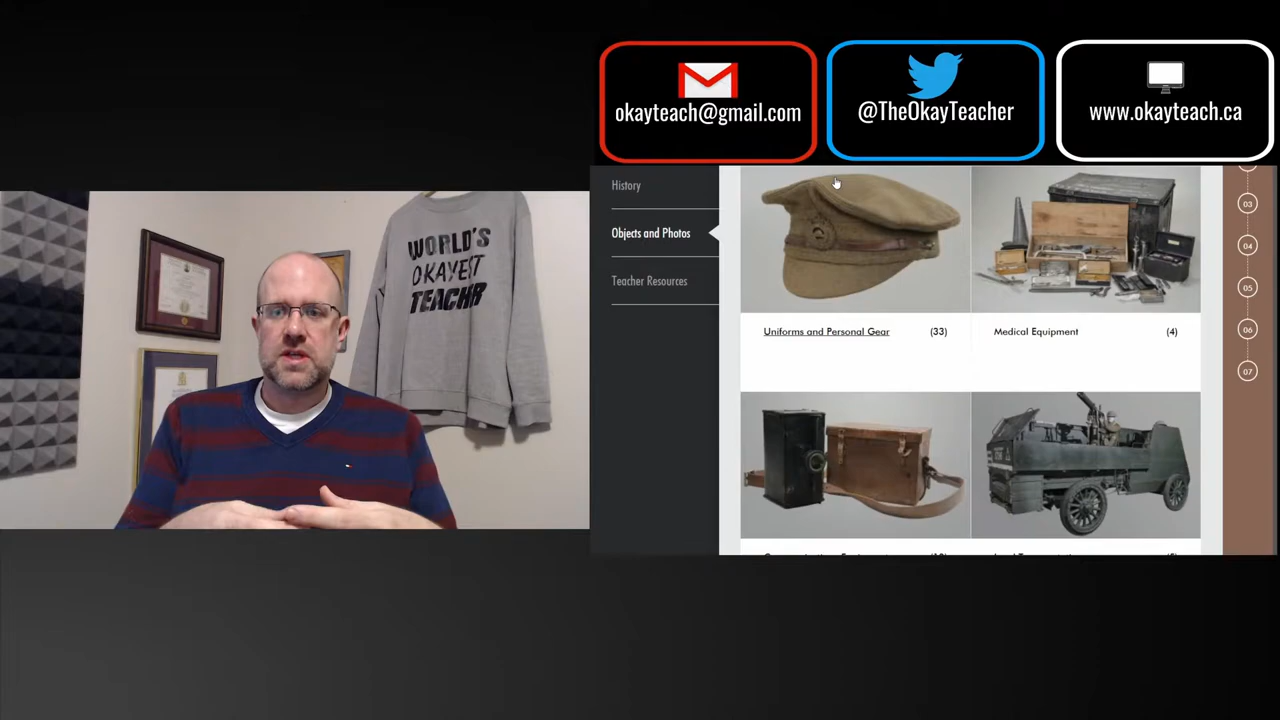 okayteach@gmail.com
@TheOkayTeacher
www.okayteach.ca
WORLD'S
OKAYEST
TEACHR
History
Objects and Photos
Teacher Resources
Uniforms and Personal Gear (33)
Medical Equipment (4)
03
04
05
06
07